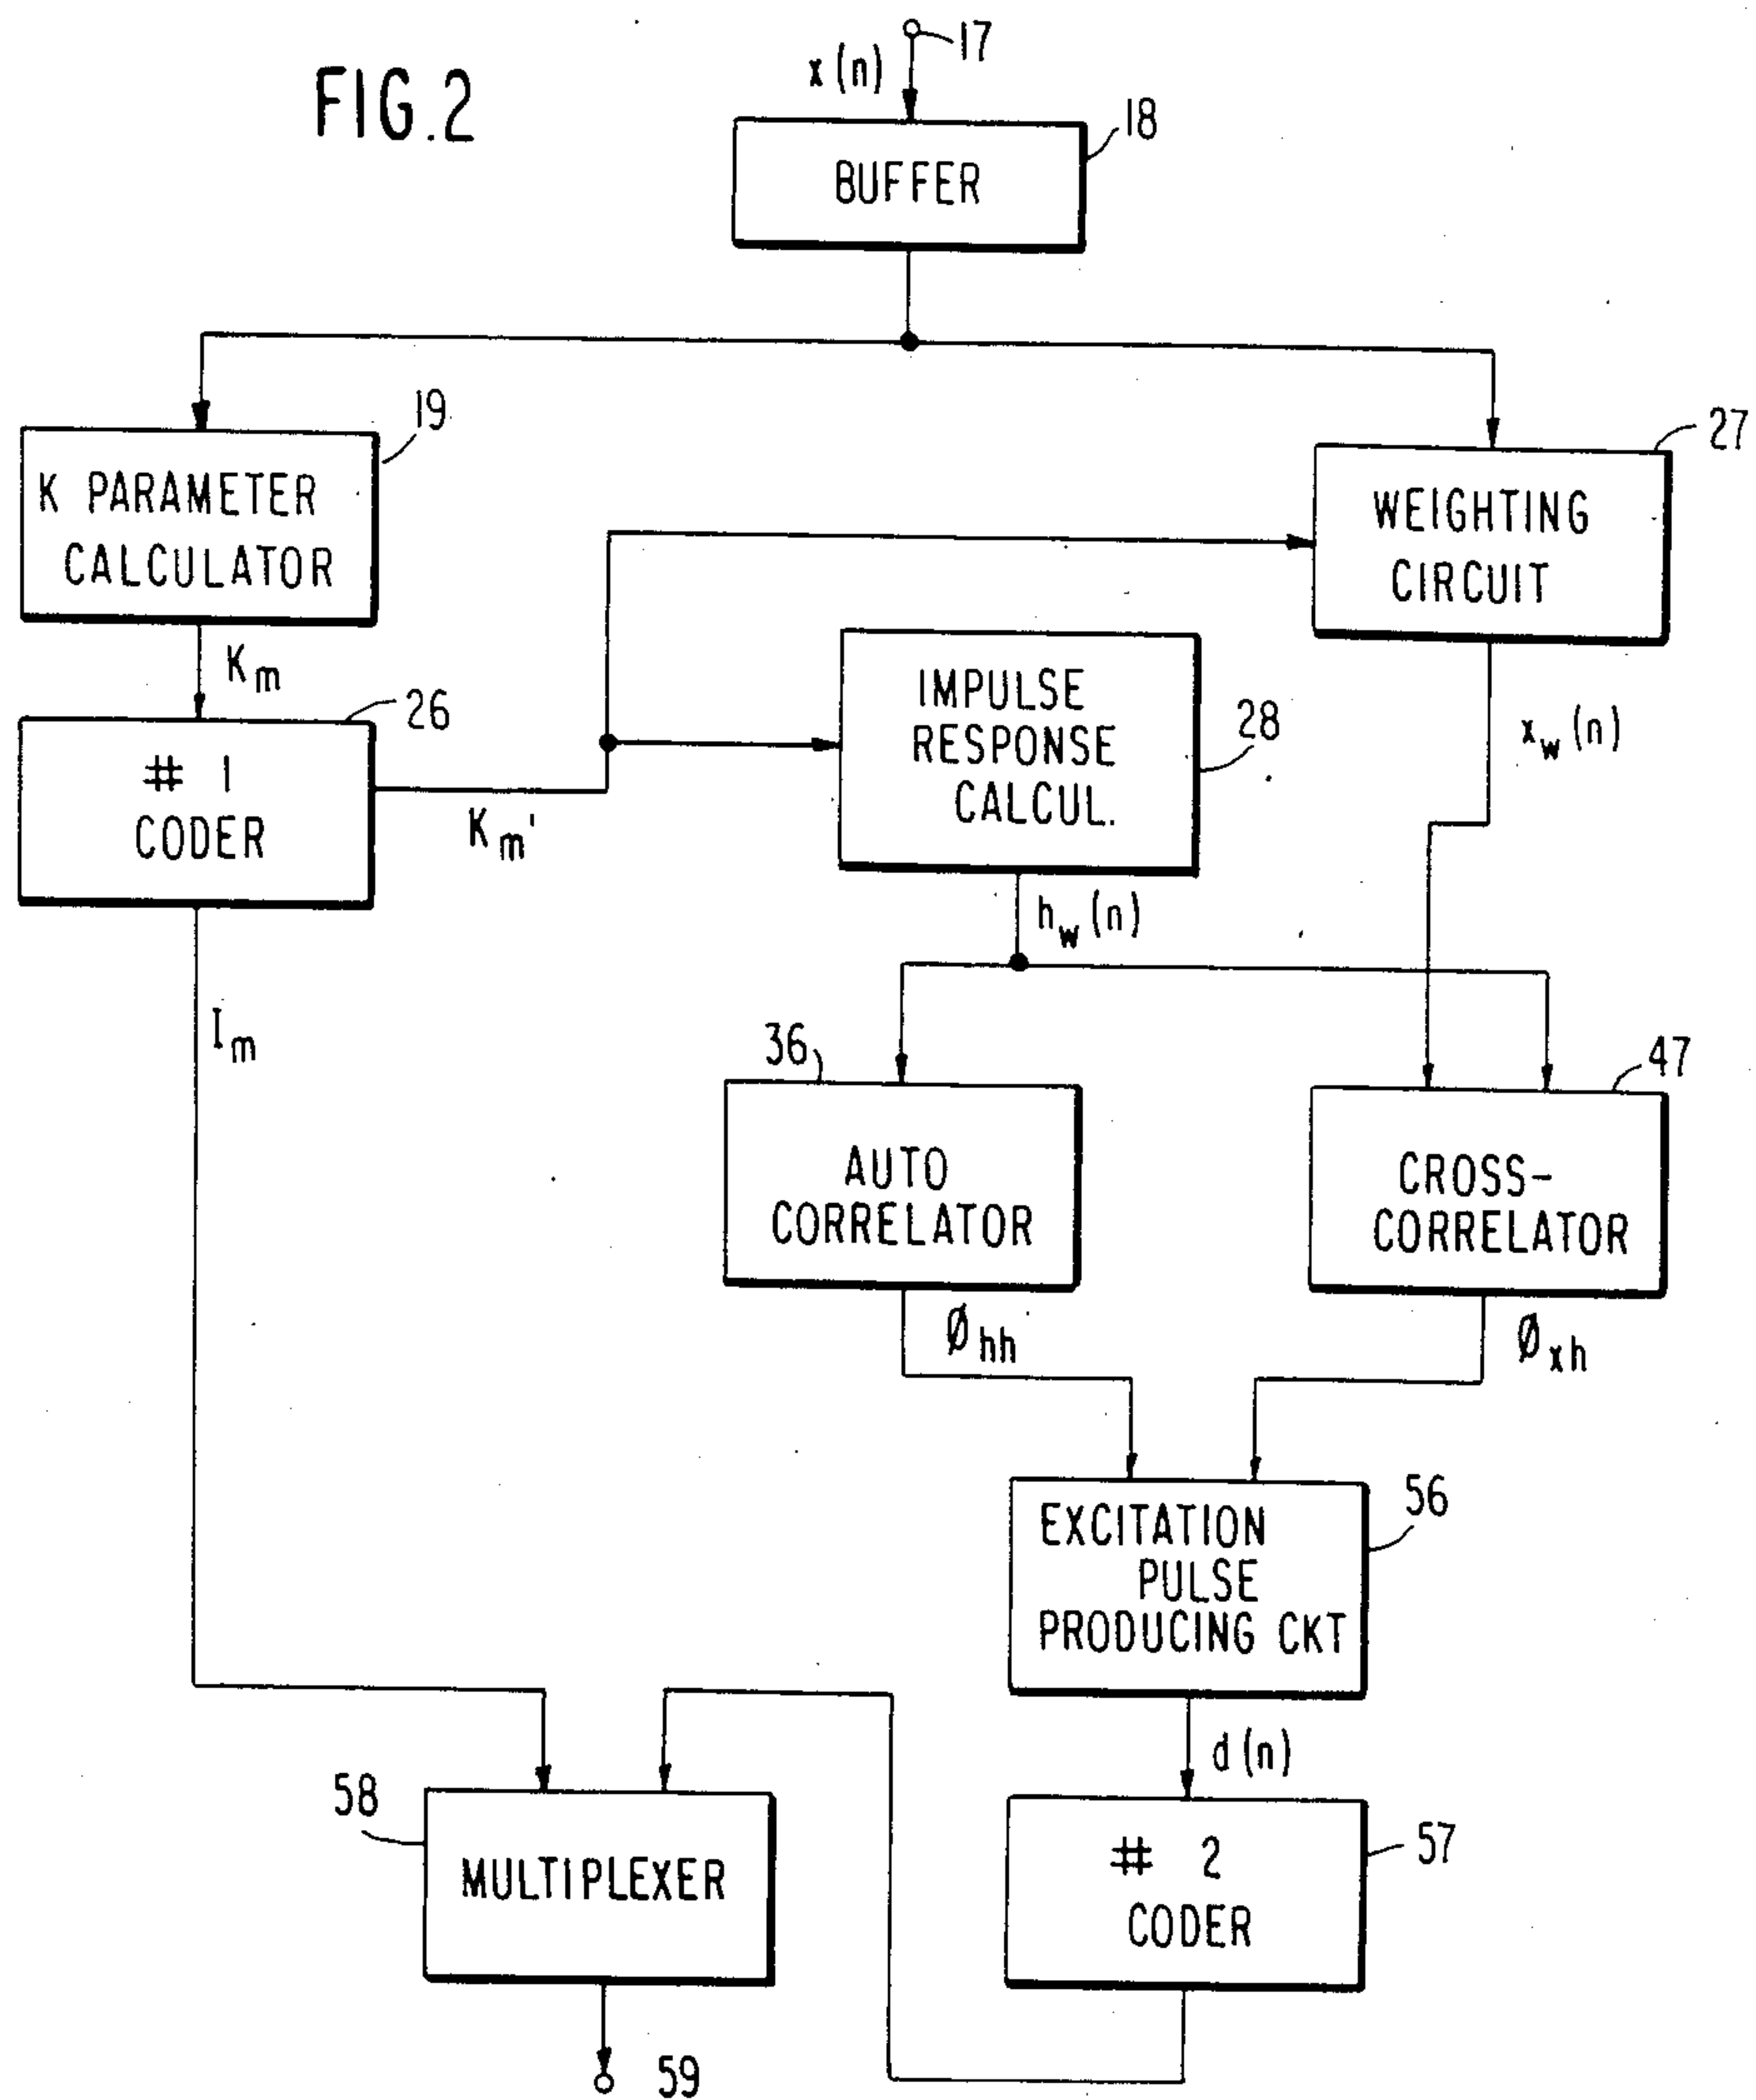 FIG.2
17
x(n)
18
BUFFER
19
K PARAMETER
CALCULATOR
27
WEIGHTING
CIRCUIT
Km
26
# 1
CODER
Km'
IMPULSE
RESPONSE
CALCUL.
28
xw(n)
hw(n)
Im
36
AUTO
CORRELATOR
47
CROSS-
CORRELATOR
Øhh
Øxh
EXCITATION
PULSE
PRODUCING CKT
56
d(n)
58
MULTIPLEXER
# 2
CODER
57
59